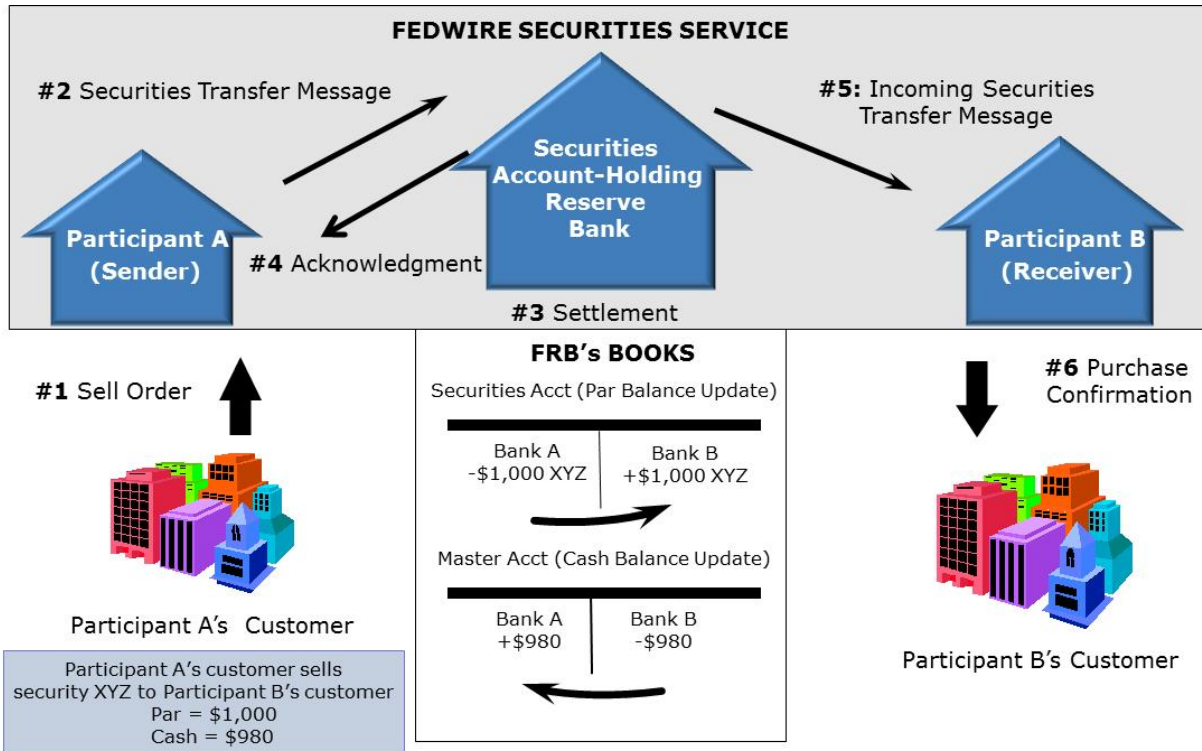 FEDWIRE SECURITIES SERVICE
#2 Securities Transfer Message
#5: Incoming Securities
Transfer Message
Securities
Account-Holding
Reserve
Bank
Participant A
(Sender)
#4 Acknowledgment
Participant B
(Receiver)
#3 Settlement
#1 Sell Order
FRB's BOOKS
Securities Acct (Par Balance Update)
Bank A
-$1,000 XYZ
Bank B
+$1,000 XYZ
Master Acct (Cash Balance Update)
Bank A
+$980
Bank B
-$980
#6 Purchase
Confirmation
Participant A's Customer
Participant A's customer sells
security XYZ to Participant B's customer
Par = $1,000
Cash = $980
Participant B's Customer